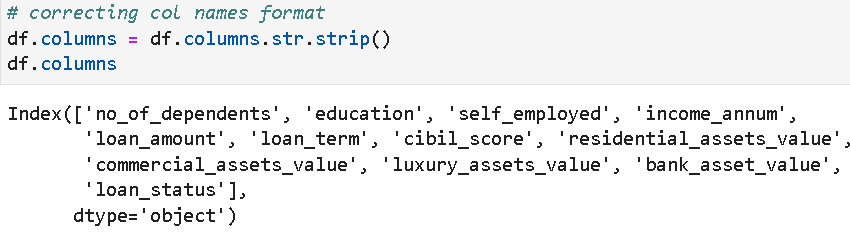 # correcting col names format
df.columns = df.columns.str.strip()
df.columns
Index(['no_of_dependents', 'education', 'self_employed', 'income_annum',
       'loan_amount', 'loan_term', 'cibil_score', 'residential_assets_value',
       'commercial_assets_value', 'luxury_assets_value', 'bank_asset_value',
       'loan_status'],
      dtype='object')